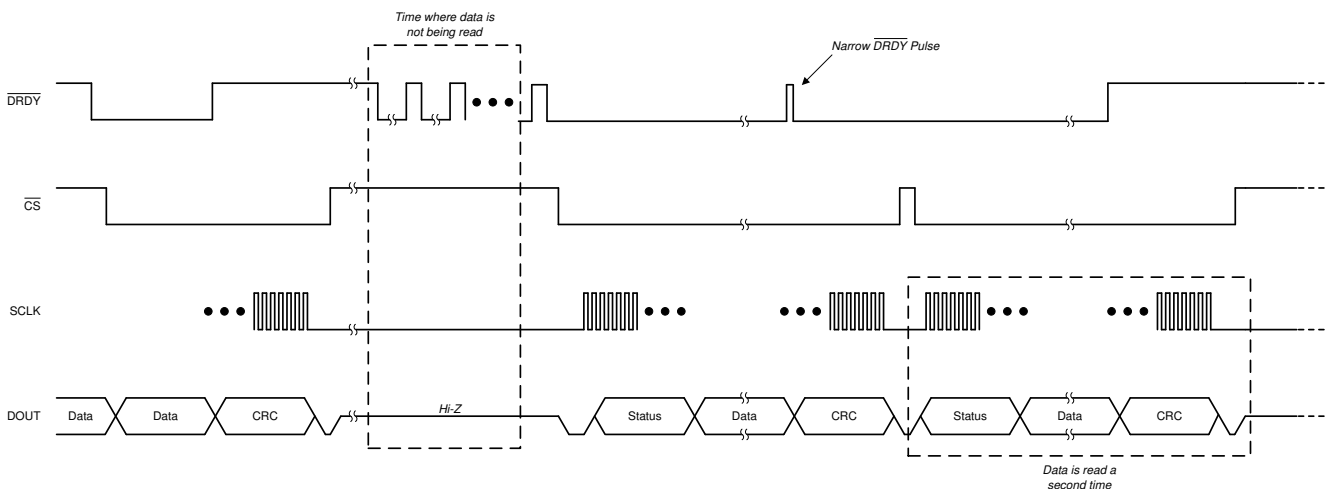 Time where data is
not being read
Narrow DRDY Pulse
DRDY
CS
SCLK
DOUT
Data
Data
CRC
Hi-Z
Status
Data
CRC
Status
Data
CRC
Data is read a
second time